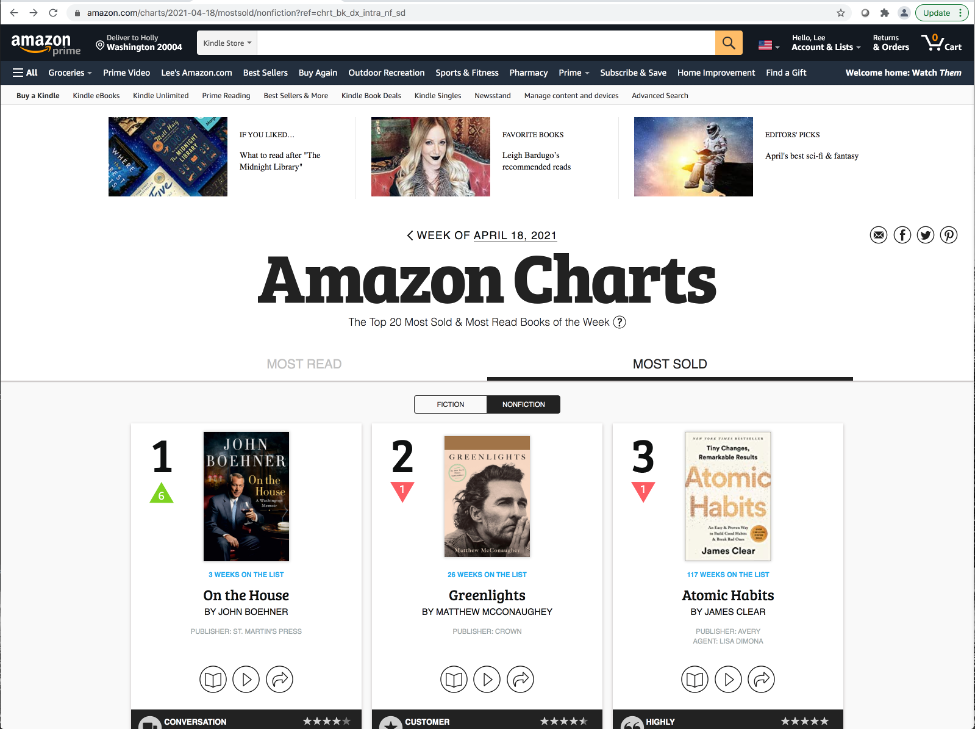 amazon.com/charts/2021-04-18/mostsold/nonfiction?ref=chrt_bk_dx_intra_nf_sd
Update
amazon
prime
Deliver to Holly
Washington 20004
Kindle Store
Hello, Lee
Account & Lists
Returns
& Orders
0
Cart
All Groceries Prime Video Lee's Amazon.com Best Sellers Buy Again Outdoor Recreation Sports & Fitness Pharmacy Prime Subscribe & Save Home Improvement Find a Gift Welcome home: Watch Them
Buy a Kindle Kindle eBooks Kindle Unlimited Prime Reading Best Sellers & More Kindle Book Deals Kindle Singles Newsstand Manage content and devices Advanced Search
IF YOU LIKED...
What to read after "The
Midnight Library"
FAVORITE BOOKS
Leigh Bardugo's
recommended reads
EDITORS' PICKS
April's best sci-fi & fantasy
WEEK OF APRIL 18, 2021
Amazon Charts
The Top 20 Most Sold & Most Read Books of the Week ?
MOST READ
MOST SOLD
FICTION
NONFICTION
1
6
JOHN
BOEHNER
On the
House
A Washington
Memoir
3 WEEKS ON THE LIST
On the House
BY JOHN BOEHNER
PUBLISHER: ST. MARTIN'S PRESS
CONVERSATION
2
1
GREENLIGHTS
Matthew McConaughey
26 WEEKS ON THE LIST
Greenlights
BY MATTHEW MCCONAUGHEY
PUBLISHER: CROWN
CUSTOMER
3
1
NEW YORK TIMES BESTSELLER
Tiny Changes,
Remarkable Results
Atomic
Habits
An Easy & Proven Way
to Build Good Habits
& Break Bad Ones
James Clear
117 WEEKS ON THE LIST
Atomic Habits
BY JAMES CLEAR
PUBLISHER: AVERY
AGENT: LISA DIMONA
HIGHLY